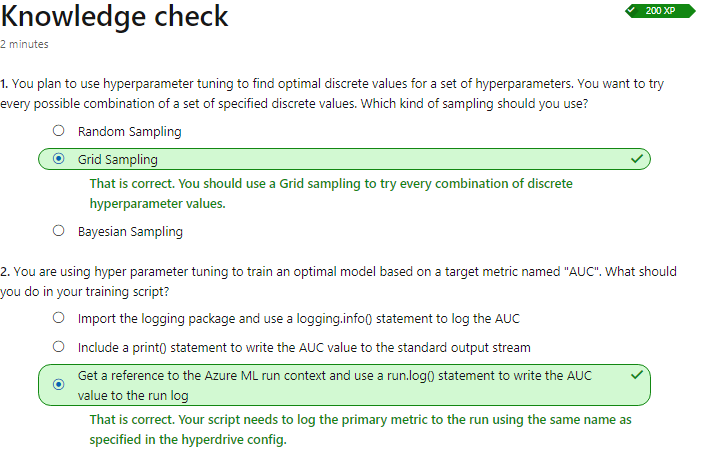 Knowledge check
200 XP
2 minutes
1. You plan to use hyperparameter tuning to find optimal discrete values for a set of hyperparameters. You want to try
every possible combination of a set of specified discrete values. Which kind of sampling should you use?
Random Sampling
Grid Sampling
That is correct. You should use a Grid sampling to try every combination of discrete
hyperparameter values.
Bayesian Sampling
2. You are using hyper parameter tuning to train an optimal model based on a target metric named "AUC". What should
you do in your training script?
Import the logging package and use a logging.info() statement to log the AUC
Include a print() statement to write the AUC value to the standard output stream
Get a reference to the Azure ML run context and use a run.log() statement to write the AUC
value to the run log
That is correct. Your script needs to log the primary metric to the run using the same name as
specified in the hyperdrive config.